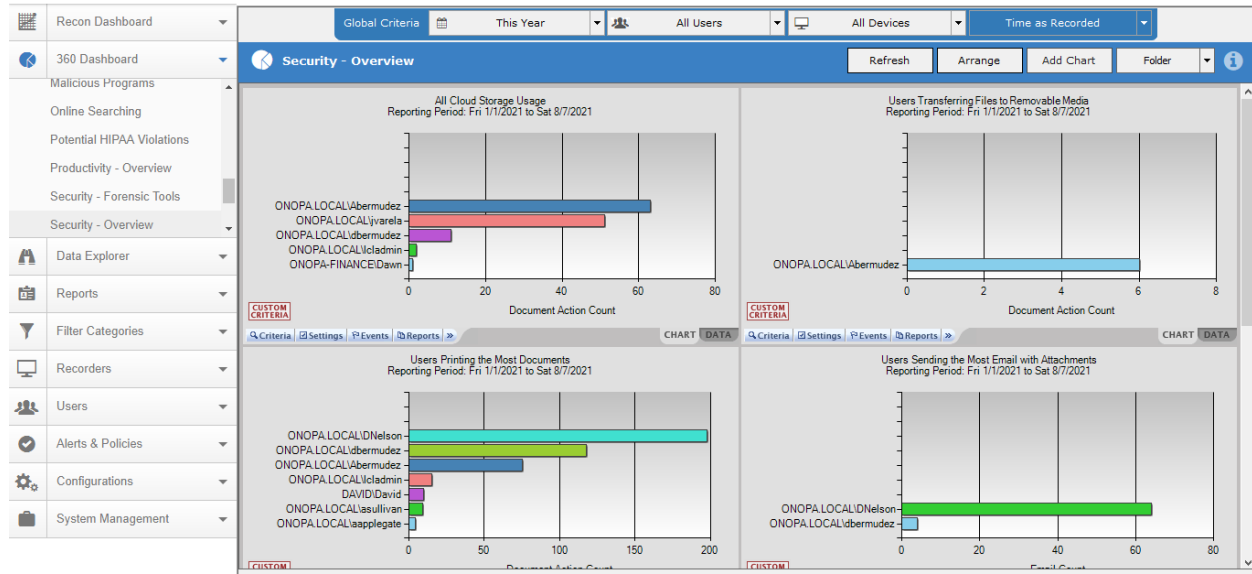 Recon Dashboard
360 Dashboard
Malicious Programs
Online Searching
Potential HIPAA Violations
Productivity - Overview
Security - Forensic Tools
Security - Overview
Data Explorer
Reports
Filter Categories
Recorders
Users
Alerts & Policies
Configurations
System Management
Global Criteria This Year All Users All Devices Time as Recorded
Security - Overview Refresh Arrange Add Chart Folder
All Cloud Storage Usage
Reporting Period: Fri 1/1/2021 to Sat 8/7/2021
ONOPA.LOCAL\Abermudez
ONOPA.LOCAL\jvarela
ONOPA.LOCAL\dbermudez
ONOPA.LOCAL\lcladmin
ONOPA-FINANCE\Dawn
0 20 40 60 80
Document Action Count
CUSTOM
CRITERIA
Criteria Settings Events Reports » CHART DATA
Users Transferring Files to Removable Media
Reporting Period: Fri 1/1/2021 to Sat 8/7/2021
ONOPA.LOCAL\Abermudez
0 2 4 6 8
Document Action Count
CUSTOM
CRITERIA
Criteria Settings Events Reports » CHART DATA
Users Printing the Most Documents
Reporting Period: Fri 1/1/2021 to Sat 8/7/2021
ONOPA.LOCAL\DNelson
ONOPA.LOCAL\dbermudez
ONOPA.LOCAL\Abermudez
ONOPA.LOCAL\lcladmin
DAVID\David
ONOPA.LOCAL\asullivan
ONOPA.LOCAL\aapplegate
0 50 100 150 200
Document Action Count
CUSTOM
Users Sending the Most Email with Attachments
Reporting Period: Fri 1/1/2021 to Sat 8/7/2021
ONOPA.LOCAL\DNelson
ONOPA.LOCAL\dbermudez
0 20 40 60 80
Email Count
CUSTOM